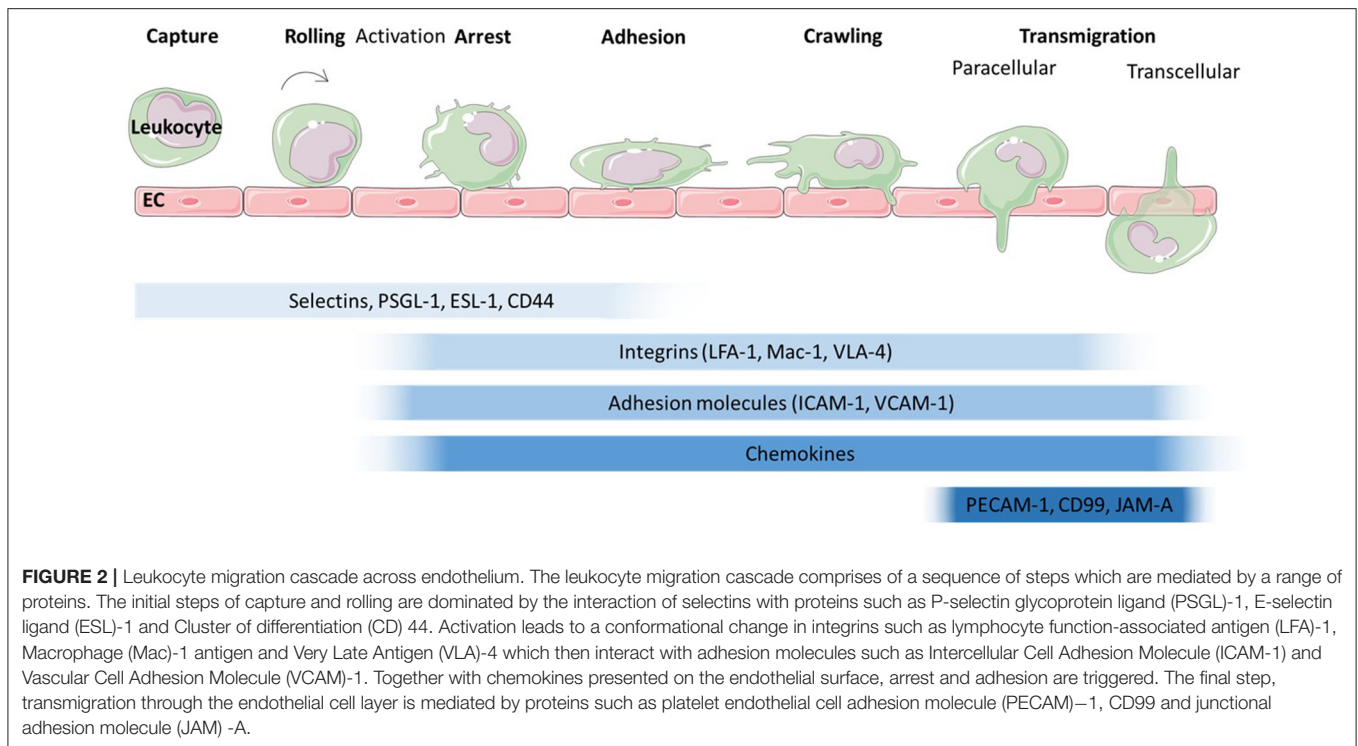 Capture Rolling Activation Arrest Adhesion Crawling Transmigration
Paracellular Transcellular
Leukocyte
EC
Selectins, PSGL-1, ESL-1, CD44
Integrins (LFA-1, Mac-1, VLA-4)
Adhesion molecules (ICAM-1, VCAM-1)
Chemokines
PECAM-1, CD99, JAM-A
FIGURE 2 | Leukocyte migration cascade across endothelium. The leukocyte migration cascade comprises of a sequence of steps which are mediated by a range of
proteins. The initial steps of capture and rolling are dominated by the interaction of selectins with proteins such as P-selectin glycoprotein ligand (PSGL)-1, E-selectin
ligand (ESL)-1 and Cluster of differentiation (CD) 44. Activation leads to a conformational change in integrins such as lymphocyte function-associated antigen (LFA)-1,
Macrophage (Mac)-1 antigen and Very Late Antigen (VLA)-4 which then interact with adhesion molecules such as Intercellular Cell Adhesion Molecule (ICAM-1) and
Vascular Cell Adhesion Molecule (VCAM)-1. Together with chemokines presented on the endothelial surface, arrest and adhesion are triggered. The final step,
transmigration through the endothelial cell layer is mediated by proteins such as platelet endothelial cell adhesion molecule (PECAM)−1, CD99 and junctional
adhesion molecule (JAM) -A.